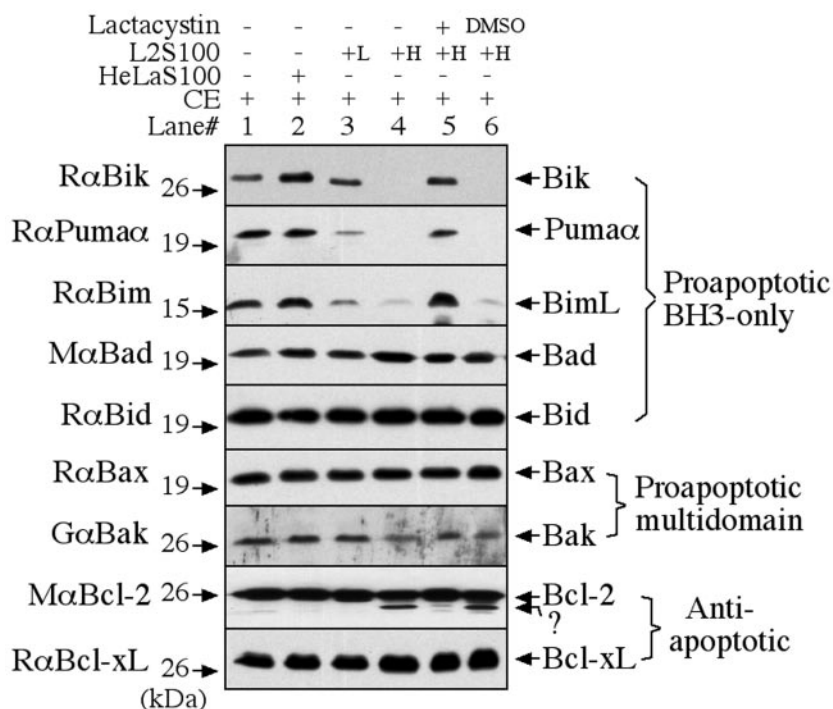 Lactacystin - - - - + DMSO
L2S100 - - +L +H +H +H
HeLaS100 - + - - - -
CE + + + + + +
Lane# 1 2 3 4 5 6
RαBik 26 Bik
RαPumaα 19 Pumaα
RαBim 15 BimL
MαBad 19 Bad
RαBid 19 Bid
Proapoptotic
BH3-only
RαBax 19 Bax
GαBak 26 Bak
Proapoptotic
multidomain
MαBcl-2 26 Bcl-2
?
RαBcl-xL 26 Bcl-xL
Anti-
apoptotic
(kDa)